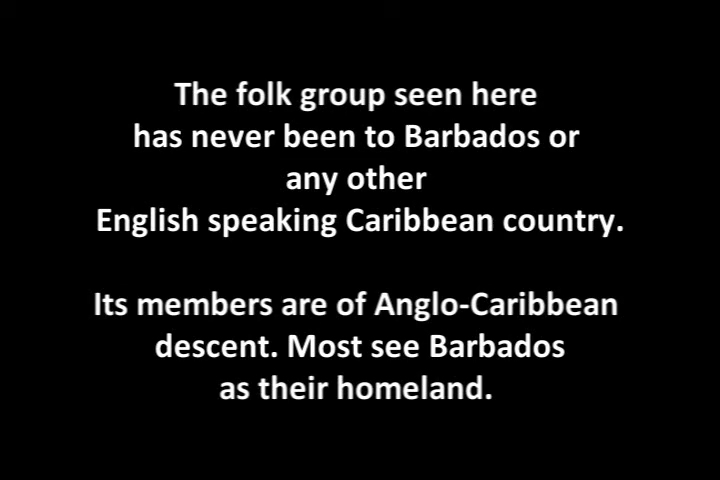 The folk group seen here
has never been to Barbados or
any other
English speaking Caribbean country.
Its members are of Anglo-Caribbean
descent. Most see Barbados
as their homeland.